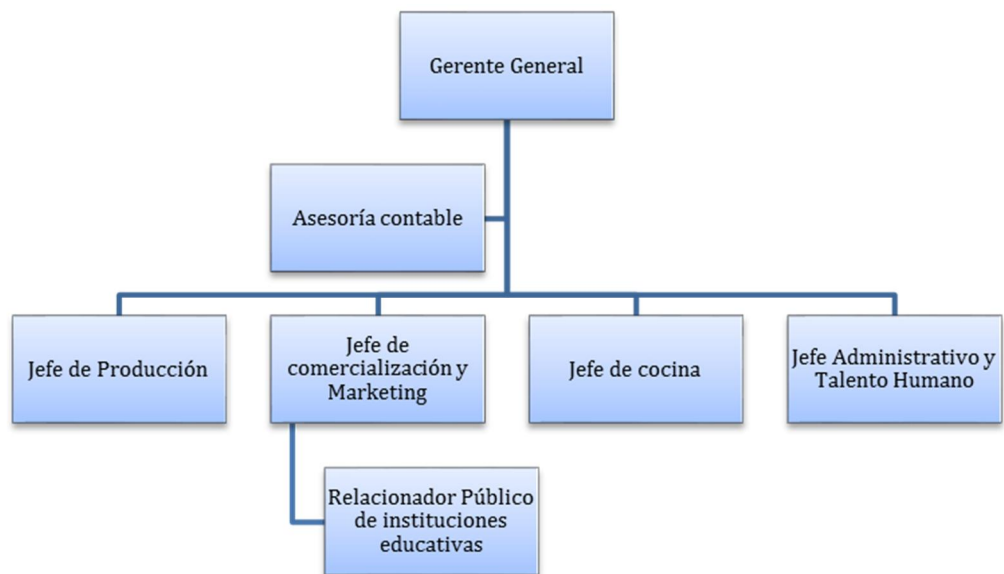 Gerente General
Asesoría contable
Jefe de Producción
Jefe de
comercialización y
Marketing
Jefe de cocina
Jefe Administrativo y
Talento Humano
Relacionador Público
de instituciones
educativas